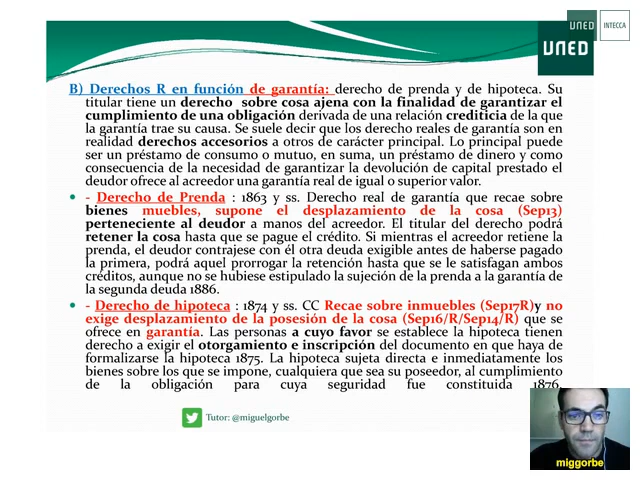 UNED
INTECCA
UNED
B) Derechos R en función de garantía: derecho de prenda y de hipoteca. Su
titular tiene un derecho sobre cosa ajena con la finalidad de garantizar el
cumplimiento de una obligación derivada de una relación crediticia de la que
la garantía trae su causa. Se suele decir que los derecho reales de garantía son en
realidad derechos accesorios a otros de carácter principal. Lo principal puede
ser un préstamo de consumo o mutuo, en suma, un préstamo de dinero y como
consecuencia de la necesidad de garantizar la devolución de capital prestado el
deudor ofrece al acreedor una garantía real de igual o superior valor.
- Derecho de Prenda : 1863 y ss. Derecho real de garantía que recae sobre
bienes muebles, supone el desplazamiento de la cosa (Sep13)
perteneciente al deudor a manos del acreedor. El titular del derecho podrá
retener la cosa hasta que se pague el crédito. Si mientras el acreedor retiene la
prenda, el deudor contrajese con él otra deuda exigible antes de haberse pagado
la primera, podrá aquel prorrogar la retención hasta que se le satisfagan ambos
créditos, aunque no se hubiese estipulado la sujeción de la prenda a la garantía de
la segunda deuda 1886.
- Derecho de hipoteca : 1874 y ss. CC Recae sobre inmuebles (Sep17R)y no
exige desplazamiento de la posesión de la cosa (Sep16/R/Sep14/R) que se
ofrece en garantía. Las personas a cuyo favor se establece la hipoteca tienen
derecho a exigir el otorgamiento e inscripción del documento en que haya de
formalizarse la hipoteca 1875. La hipoteca sujeta directa e inmediatamente los
bienes sobre los que se impone, cualquiera que sea su poseedor, al cumplimiento
de la obligación para cuya seguridad fue constituida 1876.
Tutor: @miguelgorbe
miggorbe